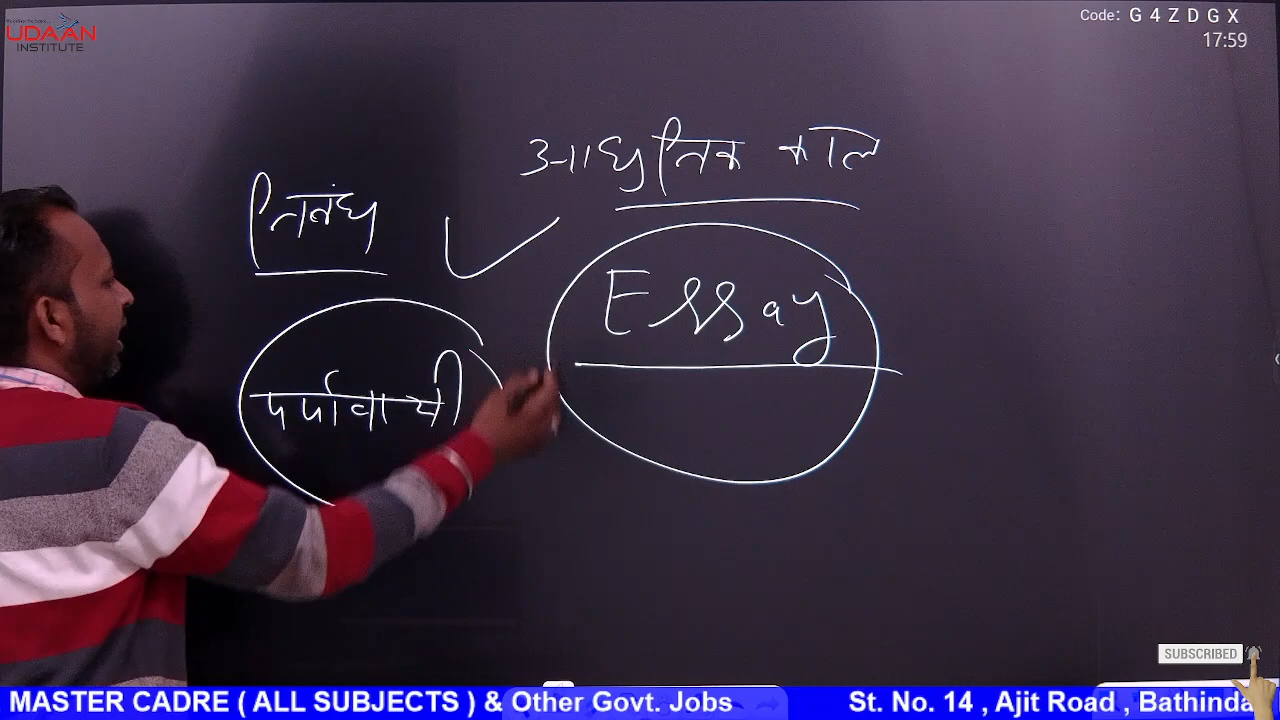 UDAAN
INSTITUTE
Code: G 4 Z D G X
17:59
आधुनिक काल
निबंध
Essay
पर्यावाची
SUBSCRIBED
MASTER CADRE ( ALL SUBJECTS ) & Other Govt. Jobs St. No. 14 , Ajit Road , Bathinda